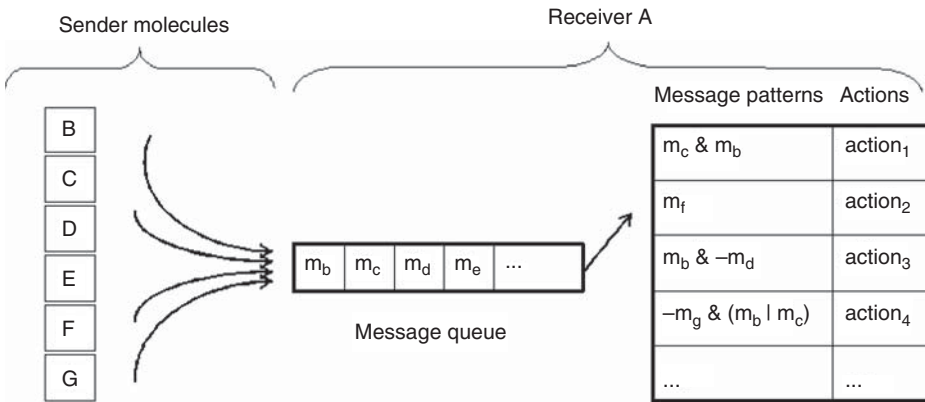 Sender molecules
Receiver A
Message patterns Actions
B
C
D
E
F
G
m_b m_c m_d m_e ...
Message queue
m_c & m_b action_1
m_f action_2
m_b & –m_d action_3
–m_g & (m_b | m_c) action_4
... ...